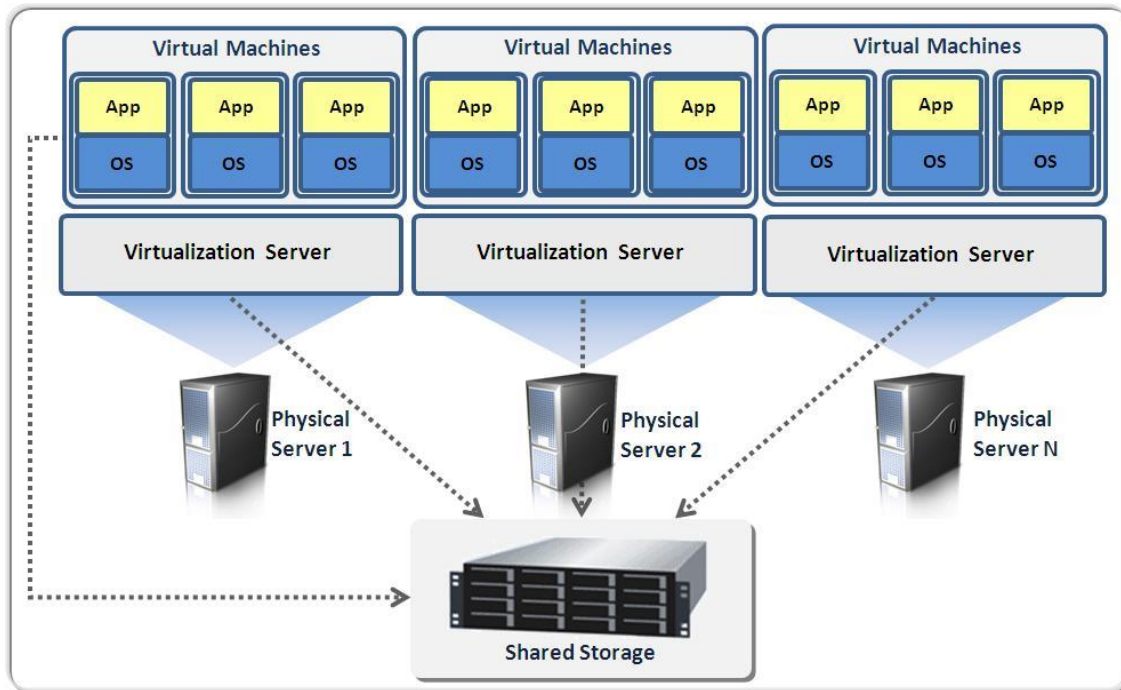 Virtual Machines
Virtual Machines
Virtual Machines
App App App
App App App
App App App
OS OS OS
OS OS OS
OS OS OS
Virtualization Server
Virtualization Server
Virtualization Server
Physical
Server 1
Physical
Server 2
Physical
Server N
Shared Storage